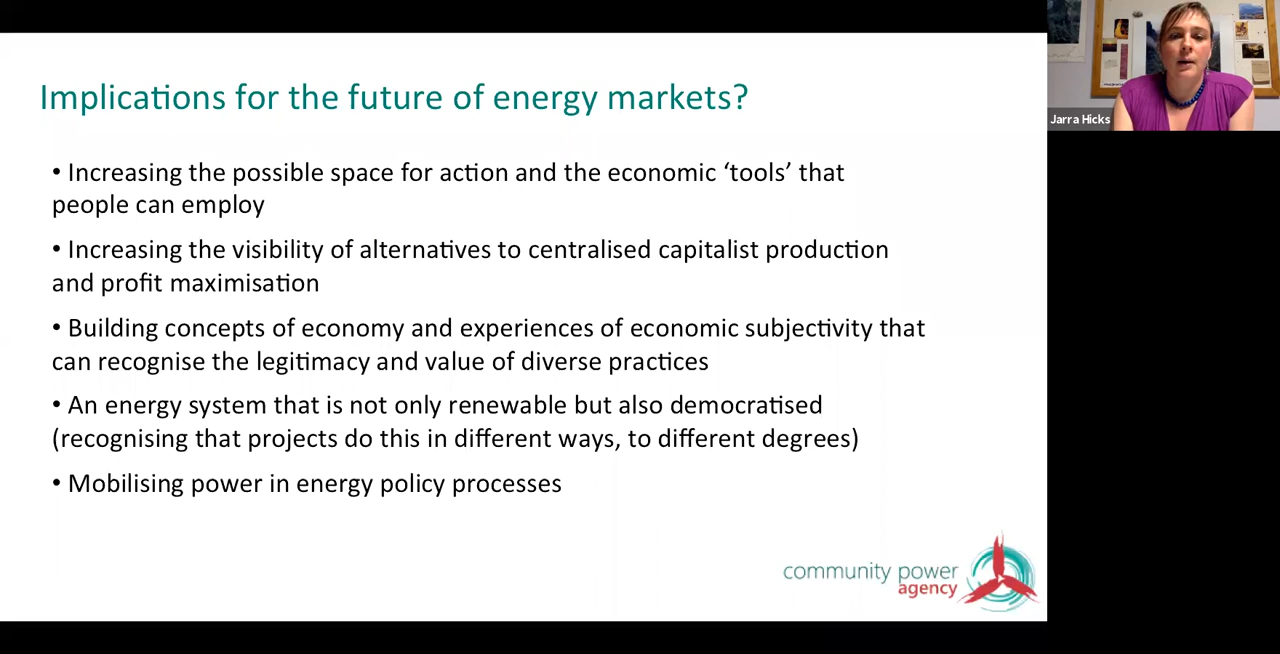 Implications for the future of energy markets?
• Increasing the possible space for action and the economic ‘tools’ that
people can employ
• Increasing the visibility of alternatives to centralised capitalist production
and profit maximisation
• Building concepts of economy and experiences of economic subjectivity that
can recognise the legitimacy and value of diverse practices
• An energy system that is not only renewable but also democratised
(recognising that projects do this in different ways, to different degrees)
• Mobilising power in energy policy processes
community power
agency
Jarra Hicks